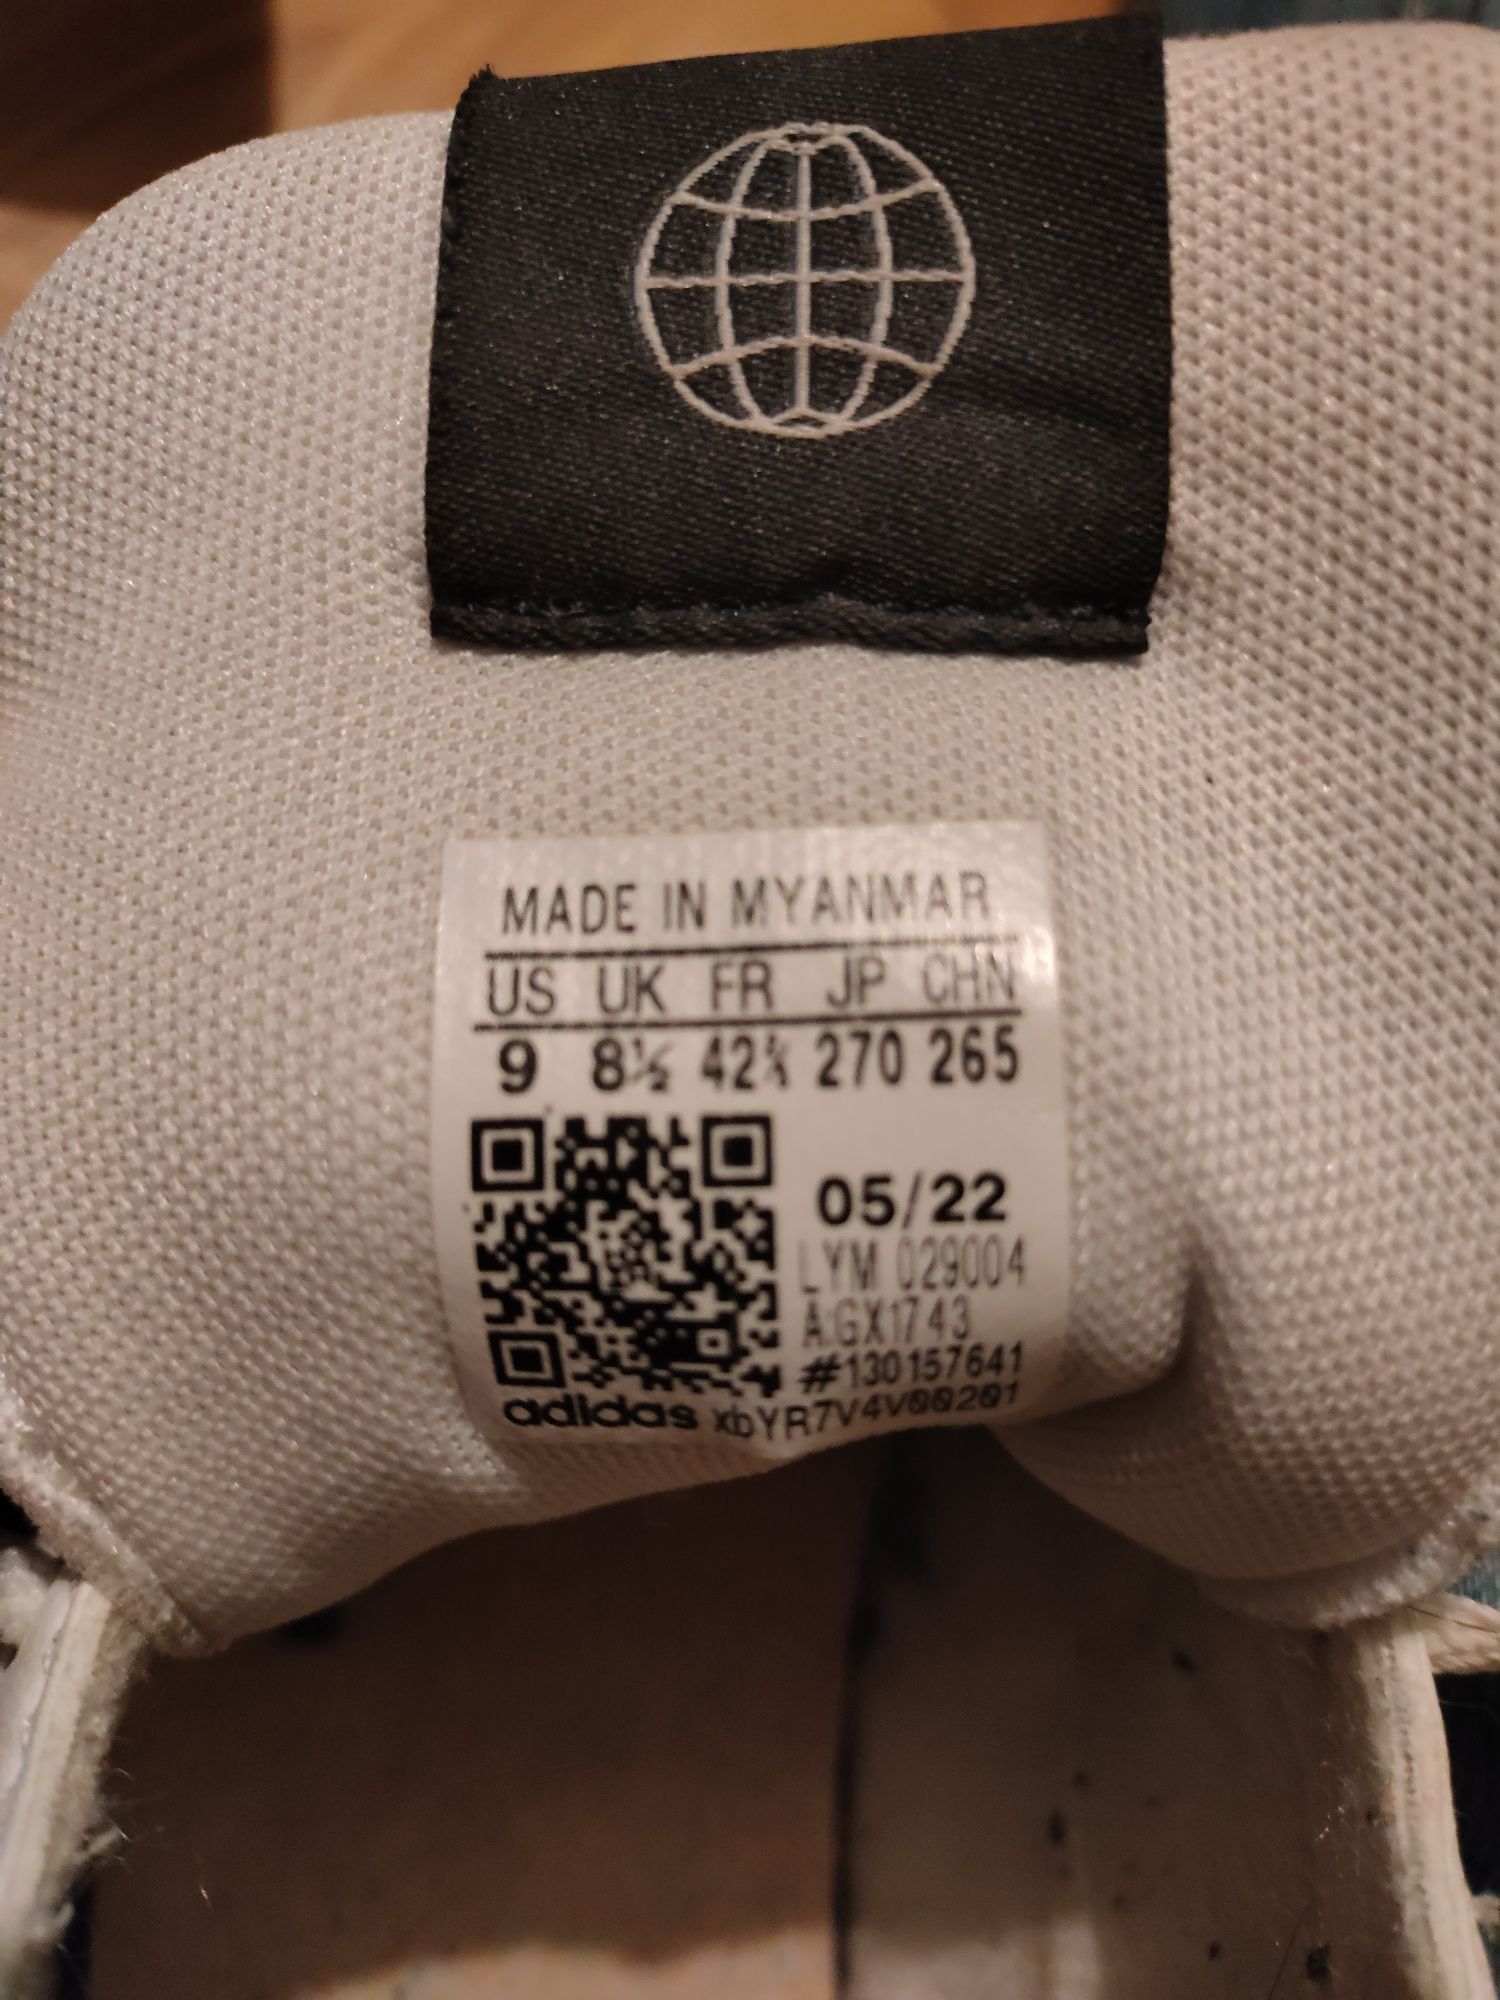 MADE IN MYANMAR
US UK FR JP CHN
9 8½ 42⅔ 270 265
05/22
LYM 029004
A:GX1743
#130157641
adidas xbYR7V4V00201